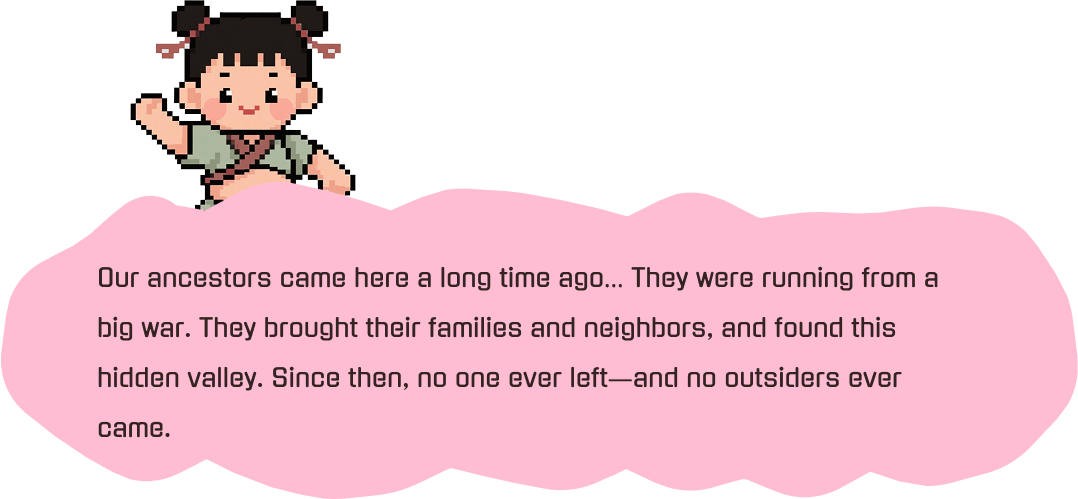 Our ancestors came here a long time ago... They were running from a
big war. They brought their families and neighbors, and found this
hidden valley. Since then, no one ever left—and no outsiders ever
came.